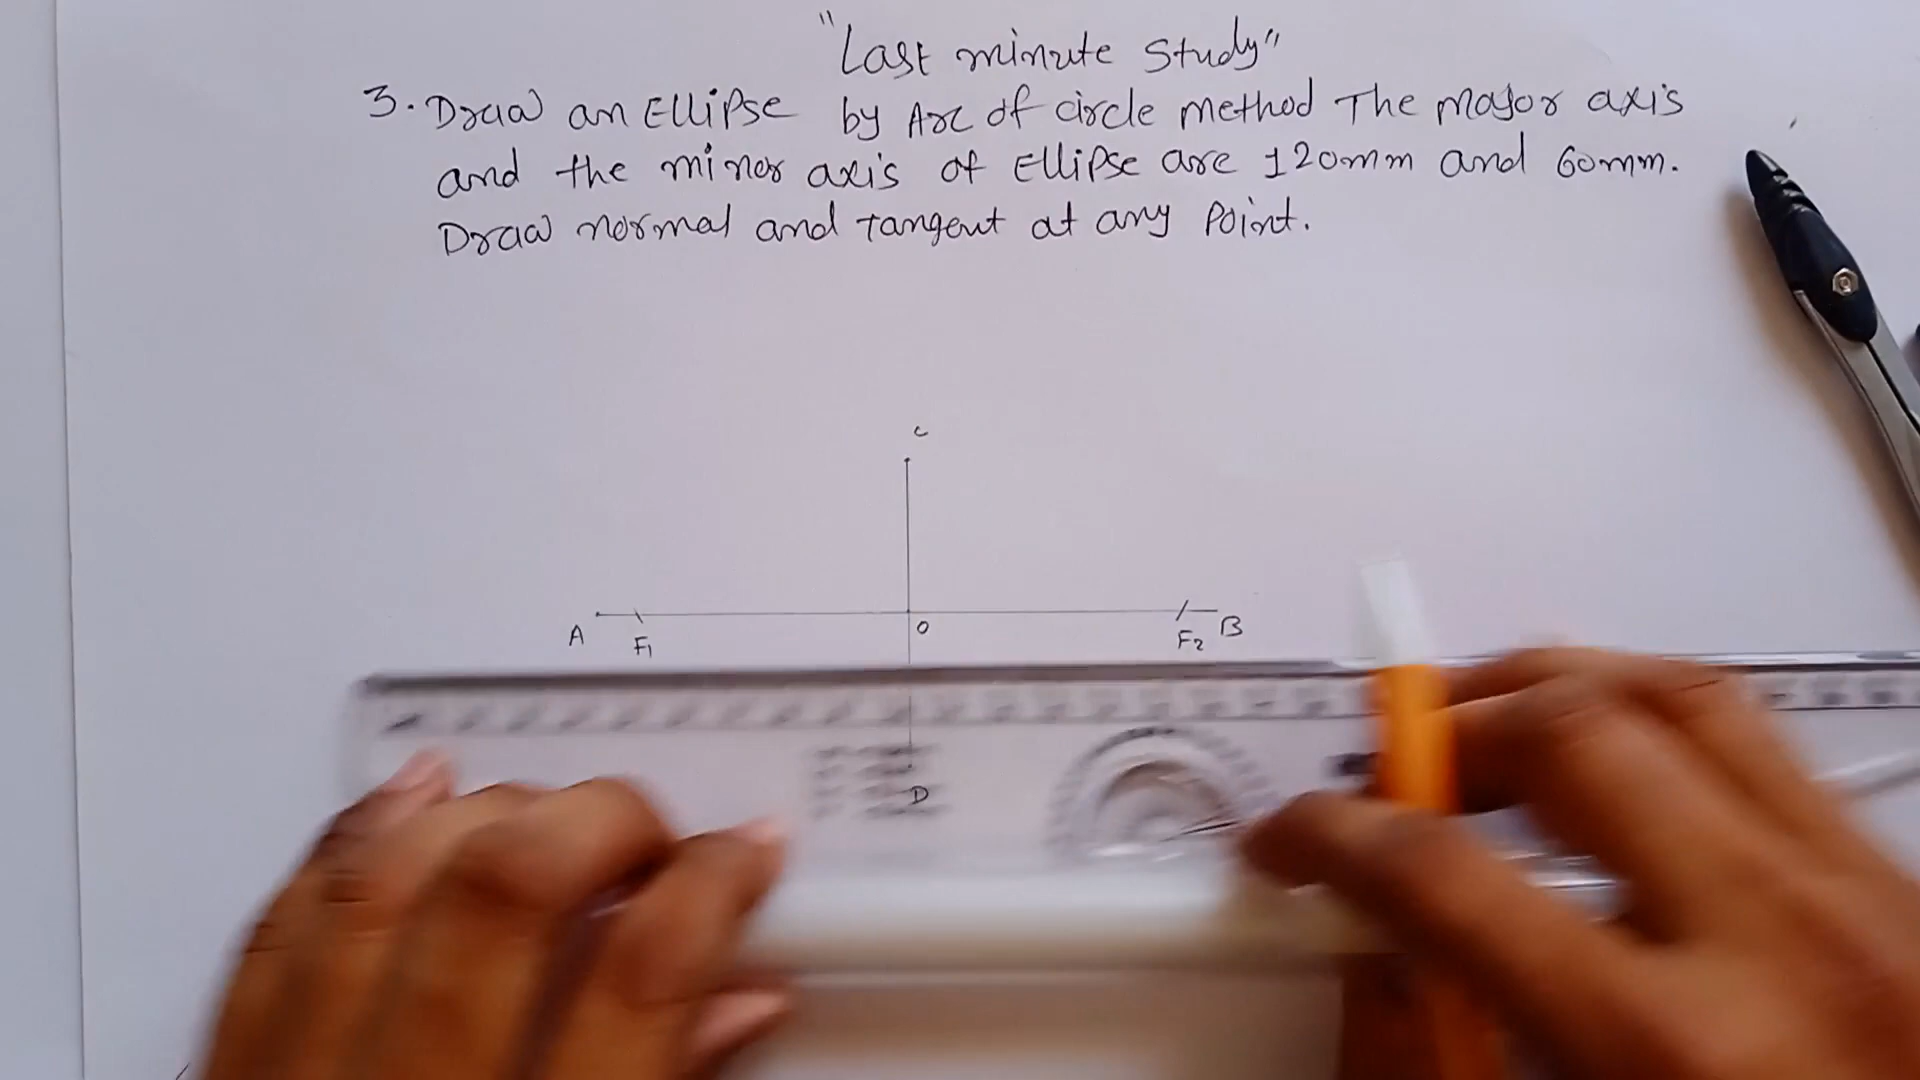 "Last minute Study"
3. Draw an Ellipse by Arc of circle method The major axis
and the minor axis of Ellipse are 120mm and 60mm.
Draw normal and tangent at any Point.
C
A F1 O F2 B
D